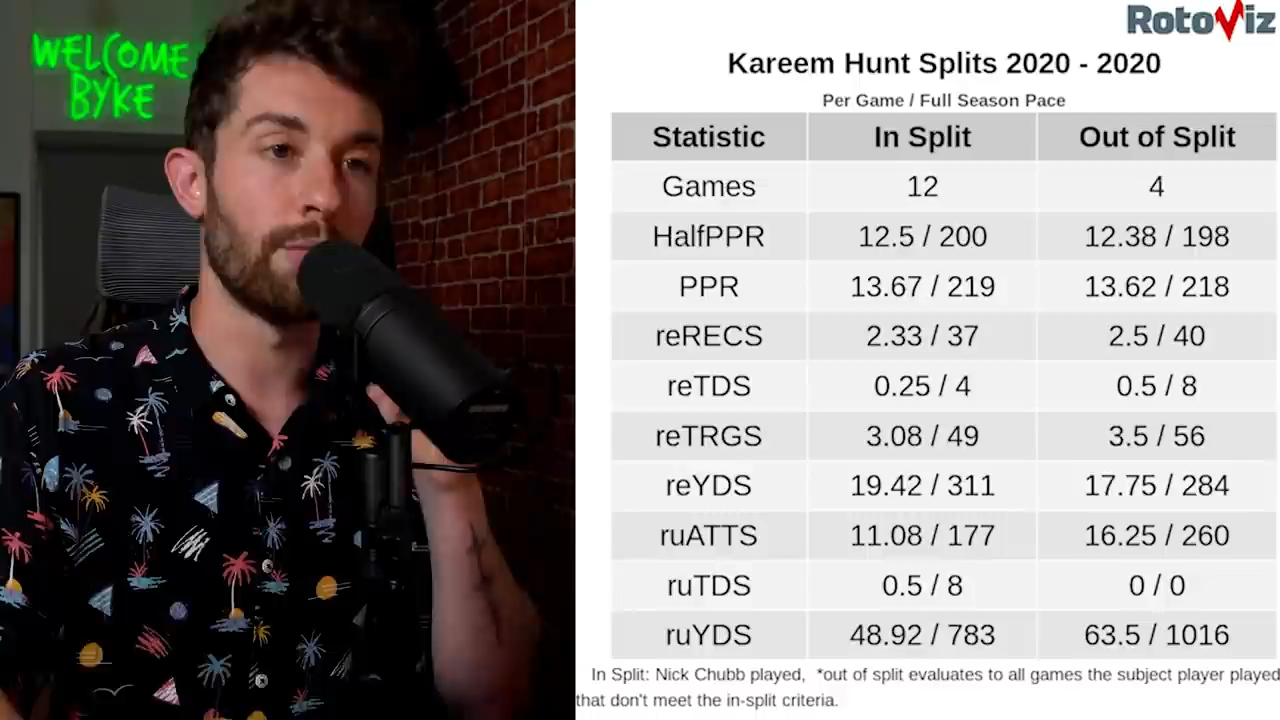 WELCOME
BYKE
RotoViz
Kareem Hunt Splits 2020 - 2020
Per Game / Full Season Pace
Statistic In Split Out of Split
Games 12 4
HalfPPR 12.5 / 200 12.38 / 198
PPR 13.67 / 219 13.62 / 218
reRECS 2.33 / 37 2.5 / 40
reTDS 0.25 / 4 0.5 / 8
reTRGS 3.08 / 49 3.5 / 56
reYDS 19.42 / 311 17.75 / 284
ruATTS 11.08 / 177 16.25 / 260
ruTDS 0.5 / 8 0 / 0
ruYDS 48.92 / 783 63.5 / 1016
In Split: Nick Chubb played, *out of split evaluates to all games the subject player played
that don't meet the in-split criteria.